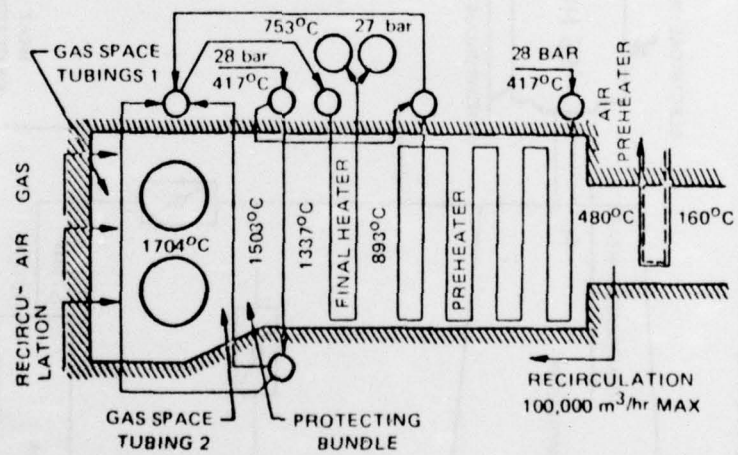 GAS SPACE
TUBINGS 1
753°C
27 bar
28 bar
417°C
28 BAR
417°C
AIR
PREHEATER
RECIRCU-
LATION
AIR
GAS
1704°C
1503°C
1337°C
FINAL HEATER
893°C
PREHEATER
480°C
160°C
GAS SPACE
TUBING 2
PROTECTING
BUNDLE
RECIRCULATION
100,000 m³/hr MAX